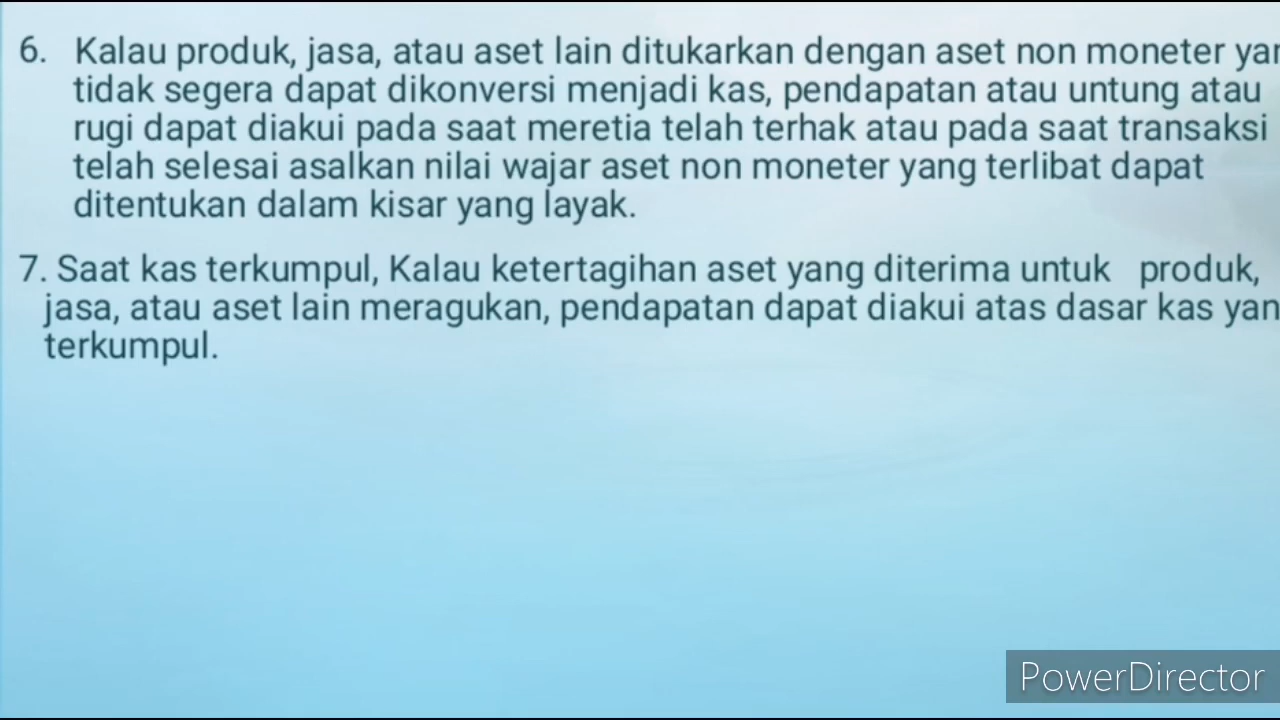 6. Kalau produk, jasa, atau aset lain ditukarkan dengan aset non moneter
tidak segera dapat dikonversi menjadi kas, pendapatan atau untung atau
rugi dapat diakui pada saat meretia telah terhak atau pada saat transaksi
telah selesai asalkan nilai wajar aset non moneter yang terlibat dapat
ditentukan dalam kisar yang layak.
7. Saat kas terkumpul, Kalau ketertagihan aset yang diterima untuk produk,
jasa, atau aset lain meragukan, pendapatan dapat diakui atas dasar kas
terkumpul.
PowerDirector